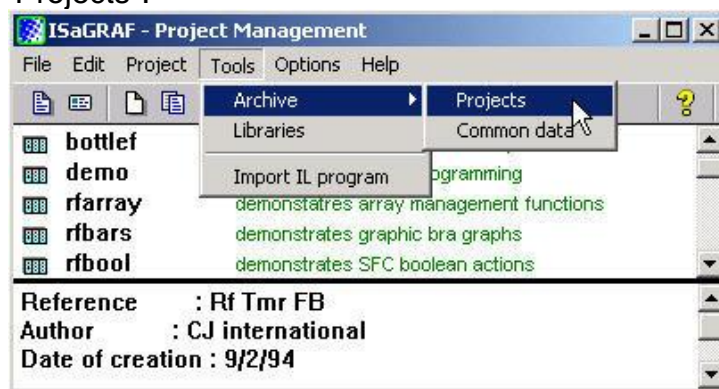 Projects :
ISaGRAF - Project Management
File Edit Project Tools Options Help
Archive Projects
Libraries Common data
Import IL program
bottlef
demo ogramming
rfarray demonstatres array management functions
rfbars demonstrates graphic bra graphs
rfbool demonstrates SFC boolean actions
Reference : Rf Tmr FB
Author : CJ international
Date of creation : 9/2/94